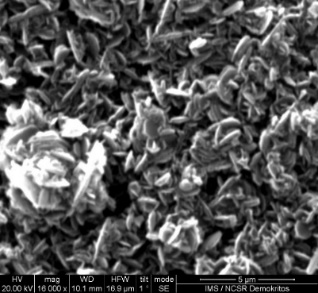 HV mag WD HFW tilt mode 5 µm
20.00 kV 16 000 x 10.1 mm 16.9 µm 1 ° SE IMS / NCSR Demokritos